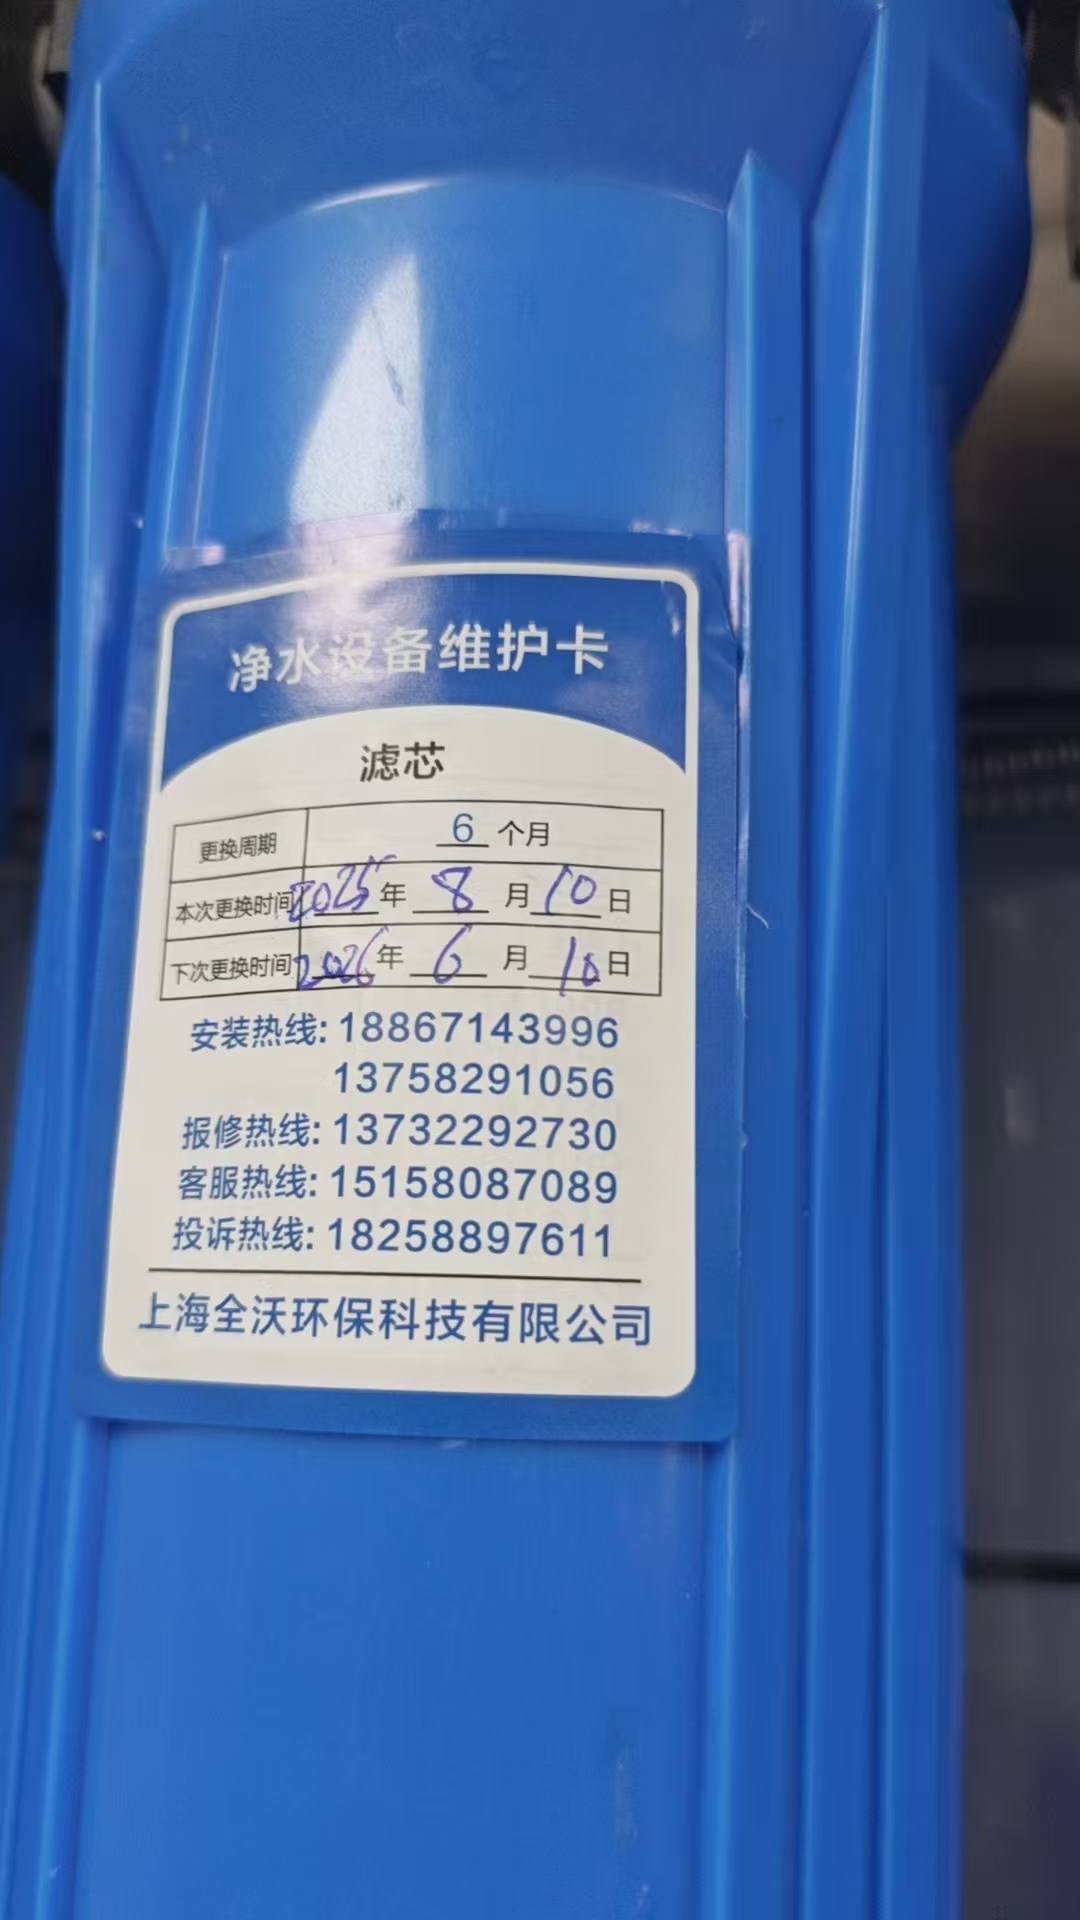 净水设备维护卡
滤芯
更换周期 6 个月
本次更换时间 2025 年 8 月 10 日
下次更换时间 2026 年 6 月 10 日
安装热线: 18867143996
13758291056
报修热线: 13732292730
客服热线: 15158087089
投诉热线: 18258897611
上海全沃环保科技有限公司